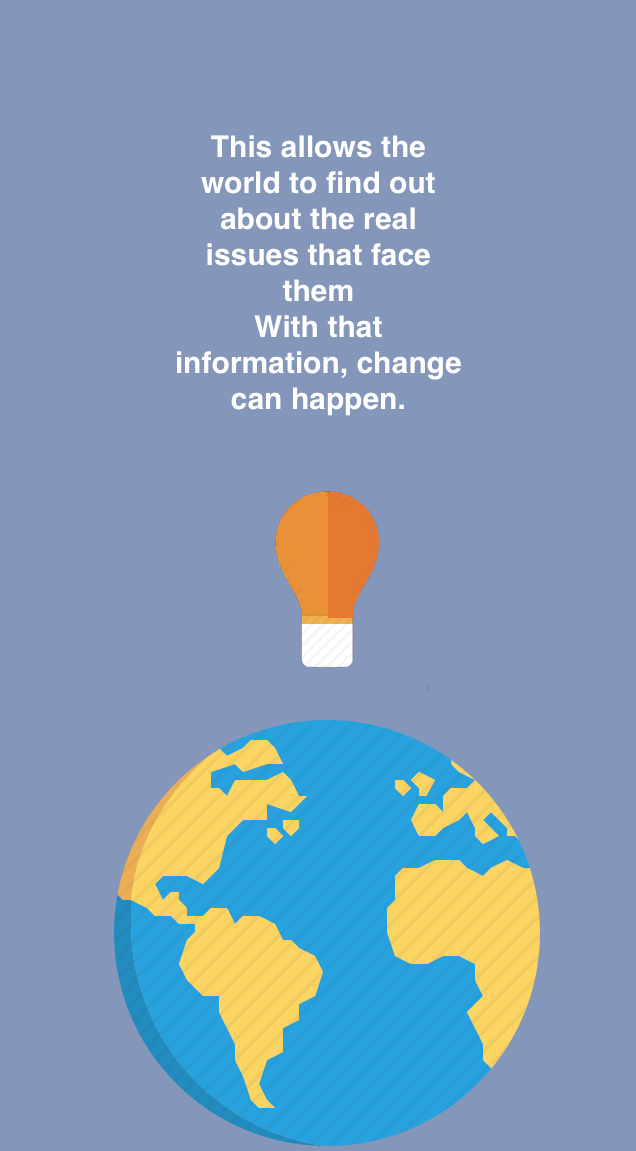 This allows the
world to find out
about the real
issues that face
them
With that
information, change
can happen.